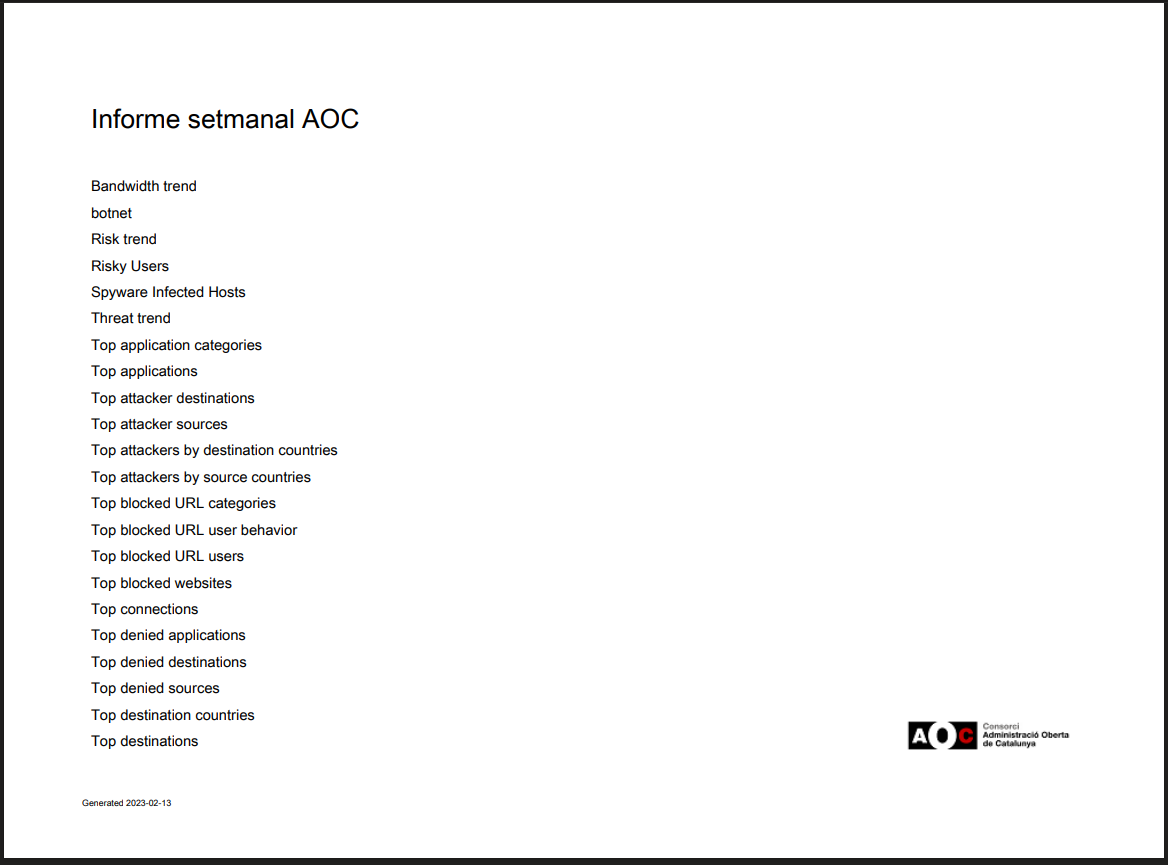 Informe setmanal AOC
Bandwidth trend
botnet
Risk trend
Risky Users
Spyware Infected Hosts
Threat trend
Top application categories
Top applications
Top attacker destinations
Top attacker sources
Top attackers by destination countries
Top attackers by source countries
Top blocked URL categories
Top blocked URL user behavior
Top blocked URL users
Top blocked websites
Top connections
Top denied applications
Top denied destinations
Top denied sources
Top destination countries
Top destinations
AOC
Consorci
Administració Oberta
de Catalunya
Generated 2023-02-13